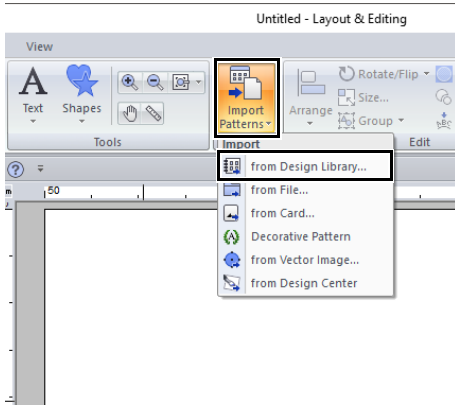 Untitled - Layout & Editing
View
A
Text
Shapes
Tools
Import
Patterns
Arrange
Rotate/Flip
Size...
Group
Edit
Import
from Design Library...
from File...
from Card...
Decorative Pattern
from Vector Image...
from Design Center
50